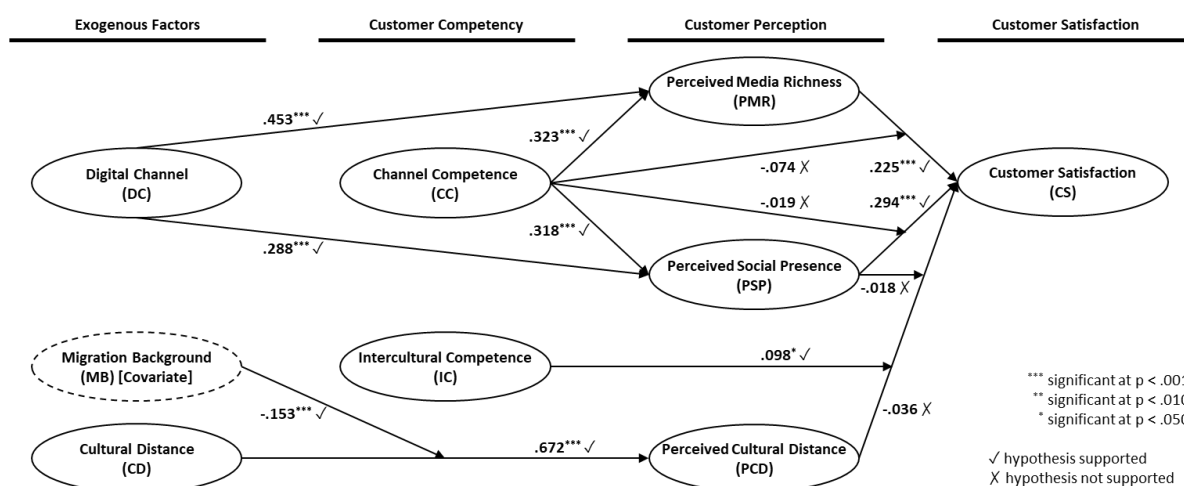 Exogenous Factors
Customer Competency
Customer Perception
Customer Satisfaction
Perceived Media Richness
(PMR)
.453*** ✓
.323*** ✓
Digital Channel
(DC)
Channel Competence
(CC)
-.074 ✗
.225*** ✓
Customer Satisfaction
(CS)
-.019 ✗
.294*** ✓
.288*** ✓
.318*** ✓
Perceived Social Presence
(PSP)
-.018 ✗
Migration Background
(MB) [Covariate]
Intercultural Competence
(IC)
.098* ✓
*** significant at p < .001
** significant at p < .010
* significant at p < .050
-.153*** ✓
-.036 ✗
Cultural Distance
(CD)
.672*** ✓
Perceived Cultural Distance
(PCD)
✓ hypothesis supported
✗ hypothesis not supported